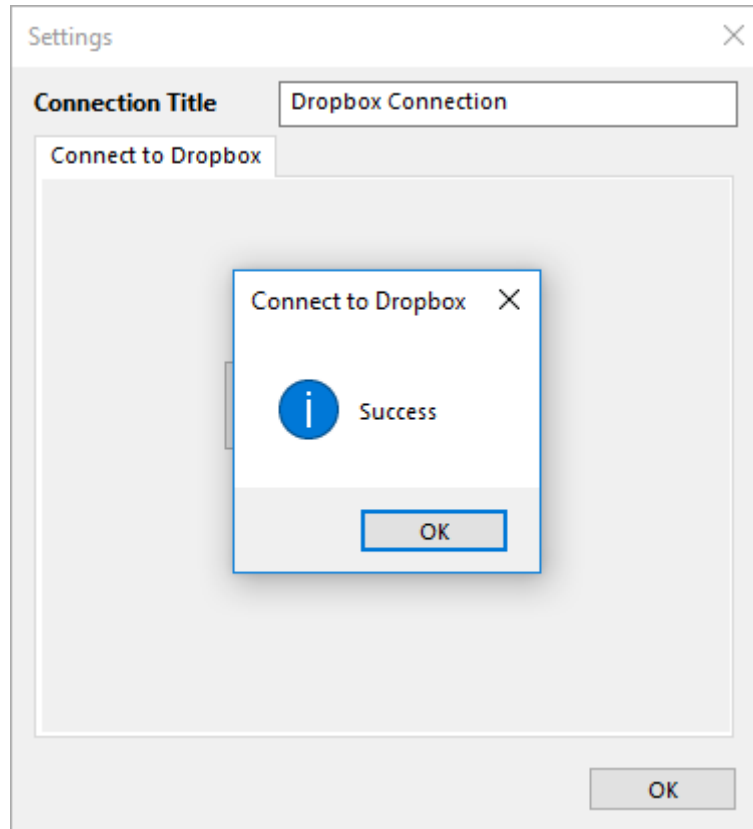 Settings
Connection Title
Dropbox Connection
Connect to Dropbox
Connect to Dropbox
Success
OK
OK